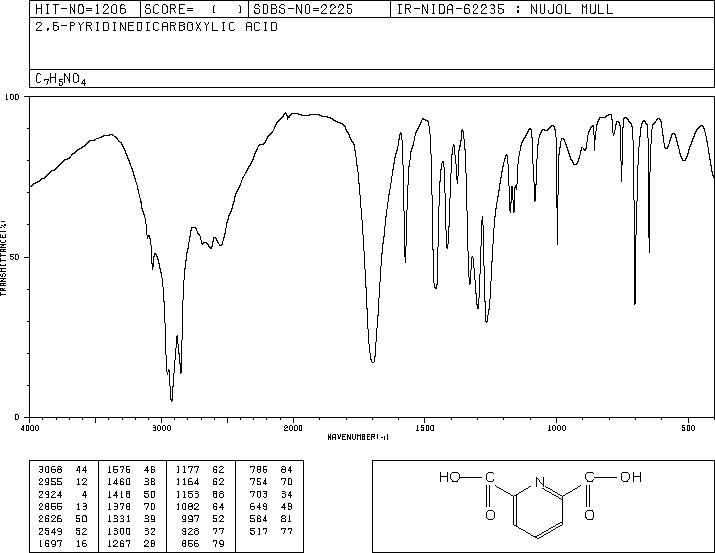 HIT-NO=1206 SCORE= ( ) SDBS-NO=2225 IR-NIDA-62235 : NUJOL MULL
2,6-PYRIDINEDICARBOXYLIC ACID
C7H5NO4
100
50
0
TRANSMITTANCE(%)
4000 3000 2000 1500 1000 500
WAVENUMBER(-1)
3068 44 1576 46 1177 62 786 84
2955 12 1460 38 1164 62 754 70
2924 4 1418 50 1153 68 703 34
2855 13 1378 70 1082 64 649 49
2626 50 1331 39 997 52 584 81
2549 52 1300 32 928 77 517 77
1697 16 1267 28 856 79
HO C N C OH
O O